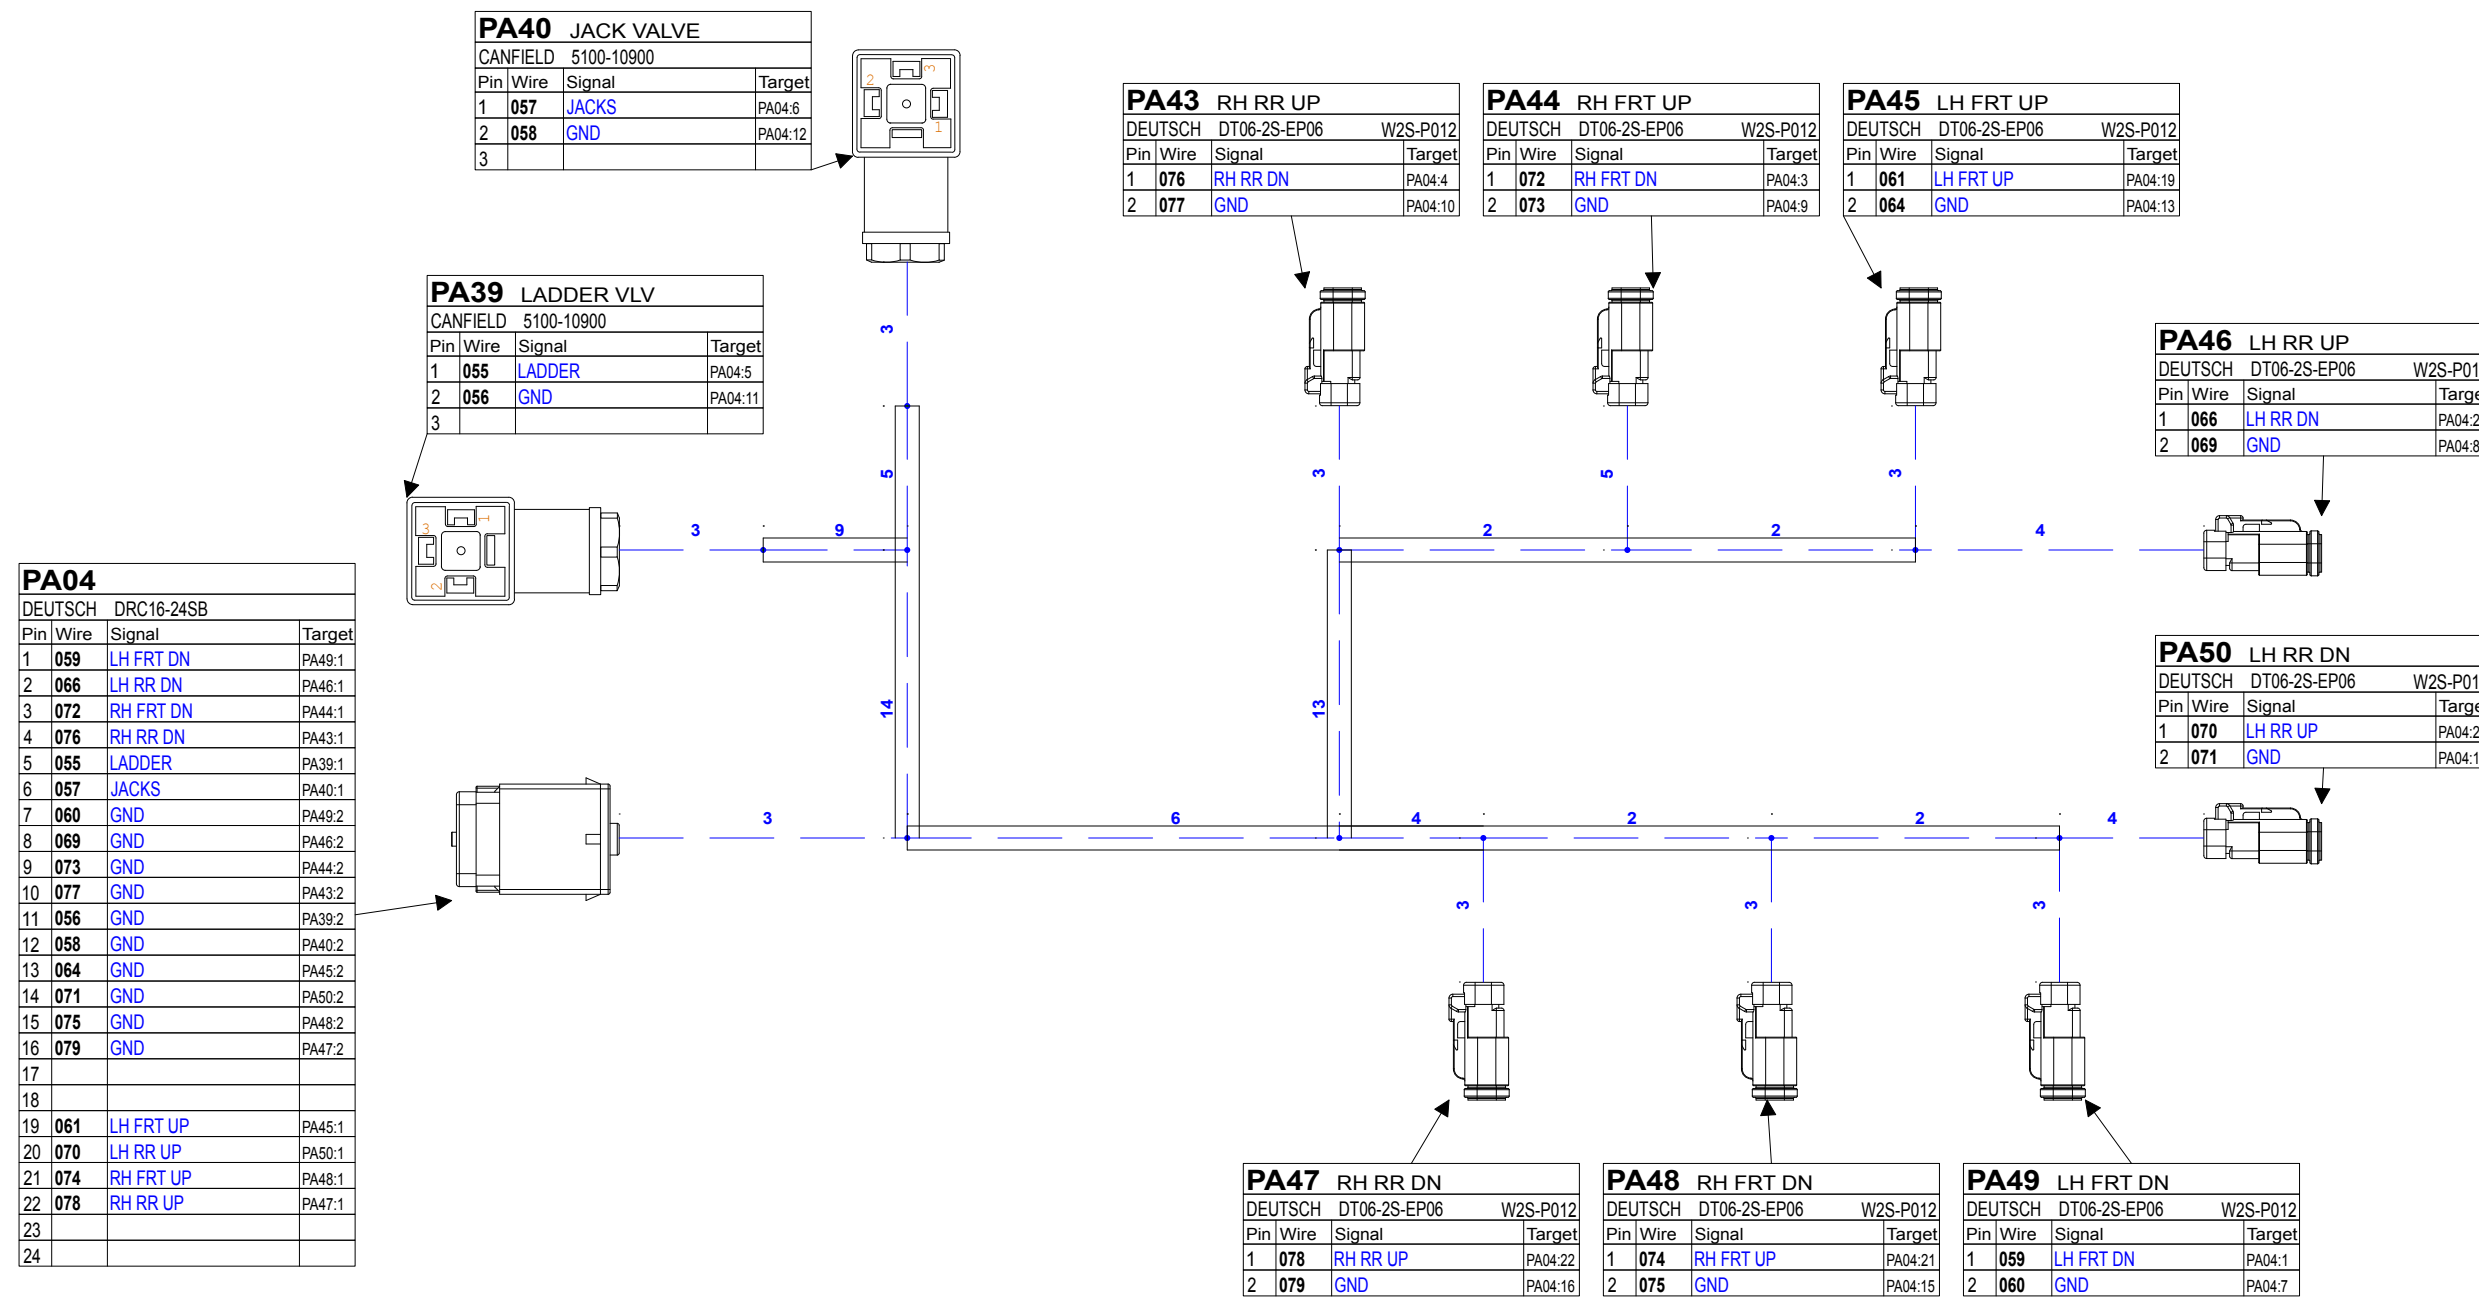 PA40 JACK VALVE
CANFIELD 5100-10900
Pin Wire Signal Target
1 057 JACKS PA04:6
2 058 GND PA04:12
3
3
2
1
PA43 RH RR UP
DEUTSCH DT06-2S-EP06 W2S-P012
Pin Wire Signal Target
1 076 RH RR DN PA04:4
2 077 GND PA04:10
PA44 RH FRT UP
DEUTSCH DT06-2S-EP06 W2S-P012
Pin Wire Signal Target
1 072 RH FRT DN PA04:3
2 073 GND PA04:9
PA45 LH FRT UP
DEUTSCH DT06-2S-EP06 W2S-P012
Pin Wire Signal Target
1 061 LH FRT UP PA04:19
2 064 GND PA04:13
PA39 LADDER VLV
CANFIELD 5100-10900
Pin Wire Signal Target
1 055 LADDER PA04:5
2 056 GND PA04:11
3
3
1
2
PA46 LH RR UP
DEUTSCH DT06-2S-EP06 W2S-P01
Pin Wire Signal Targe
1 066 LH RR DN PA04:2
2 069 GND PA04:8
3
5
3
5
3
3
9
2
2
4
14
13
PA04
DEUTSCH DRC16-24SB
Pin Wire Signal Target
1 059 LH FRT DN PA49:1
2 066 LH RR DN PA46:1
3 072 RH FRT DN PA44:1
4 076 RH RR DN PA43:1
5 055 LADDER PA39:1
6 057 JACKS PA40:1
7 060 GND PA49:2
8 069 GND PA46:2
9 073 GND PA44:2
10 077 GND PA43:2
11 056 GND PA39:2
12 058 GND PA40:2
13 064 GND PA45:2
14 071 GND PA50:2
15 075 GND PA48:2
16 079 GND PA47:2
17
18
19 061 LH FRT UP PA45:1
20 070 LH RR UP PA50:1
21 074 RH FRT UP PA48:1
22 078 RH RR UP PA47:1
23
24
PA50 LH RR DN
DEUTSCH DT06-2S-EP06 W2S-P01
Pin Wire Signal Targe
1 070 LH RR UP PA04:2
2 071 GND PA04:1
3
6
4
2
2
4
3
3
3
PA47 RH RR DN
DEUTSCH DT06-2S-EP06 W2S-P012
Pin Wire Signal Target
1 078 RH RR UP PA04:22
2 079 GND PA04:16
PA48 RH FRT DN
DEUTSCH DT06-2S-EP06 W2S-P012
Pin Wire Signal Target
1 074 RH FRT UP PA04:21
2 075 GND PA04:15
PA49 LH FRT DN
DEUTSCH DT06-2S-EP06 W2S-P012
Pin Wire Signal Target
1 059 LH FRT DN PA04:1
2 060 GND PA04:7